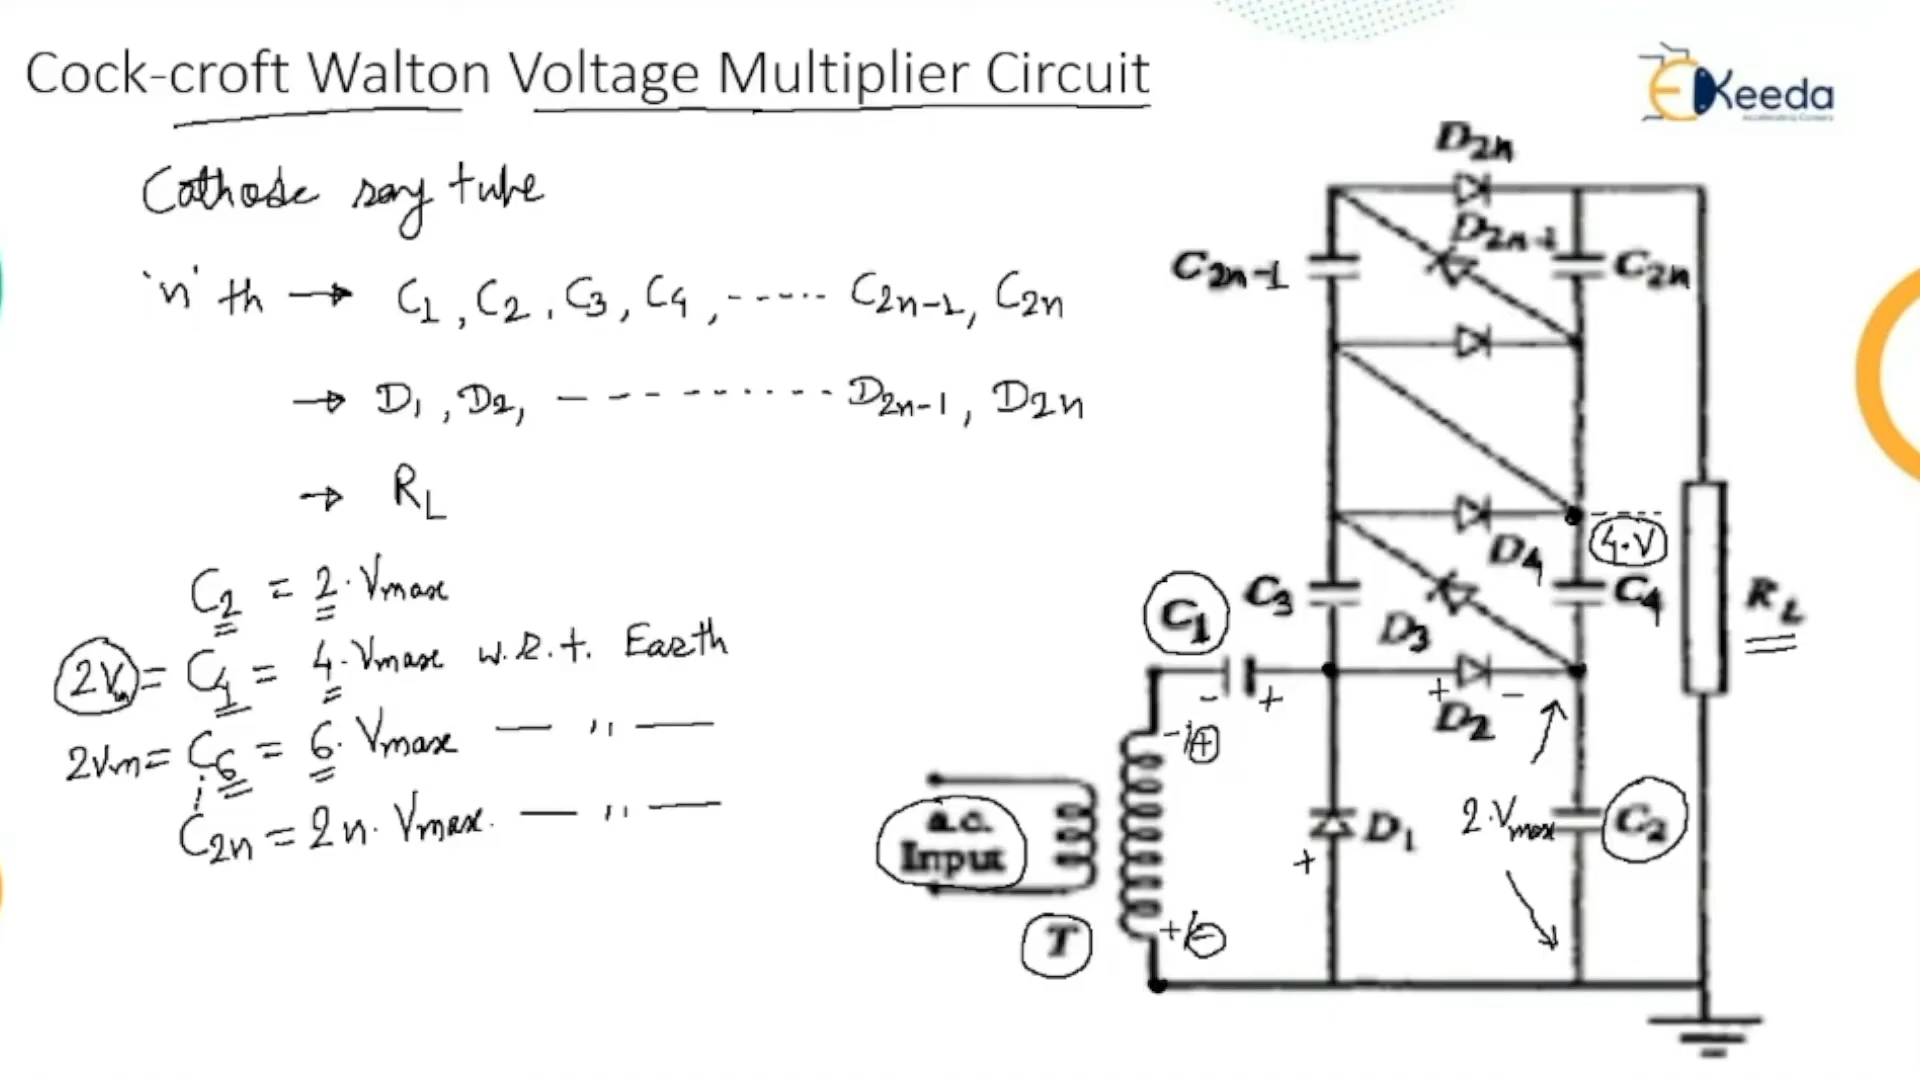 Cock-croft Walton Voltage Multiplier Circuit
EKeeda
Cathode ray tube
'n' th → C1, C2, C3, C4, ------ C2n-1, C2n
→ D1, D2, ---------- D2n-1, D2n
→ RL
C2 = 2·Vmax
2Vm = C4 = 4·Vmax w.r.t. Earth
2Vm = C6 = 6·Vmax — '' —
C2n = 2n·Vmax. — '' —
D2n
D2n-1
C2n-1
C2n
D4
4·V
C1
C3
C4
RL
D3
- +
+ -
D2
-/+
a.c.
Input
D1
+
2·Vmax
C2
T
+/-